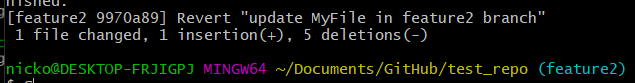 nished.
[feature2 9970a89] Revert "update MyFile in feature2 branch"
 1 file changed, 1 insertion(+), 5 deletions(-)
nicko@DESKTOP-FRJIGPJ MINGW64 ~/Documents/GitHub/test_repo (feature2)